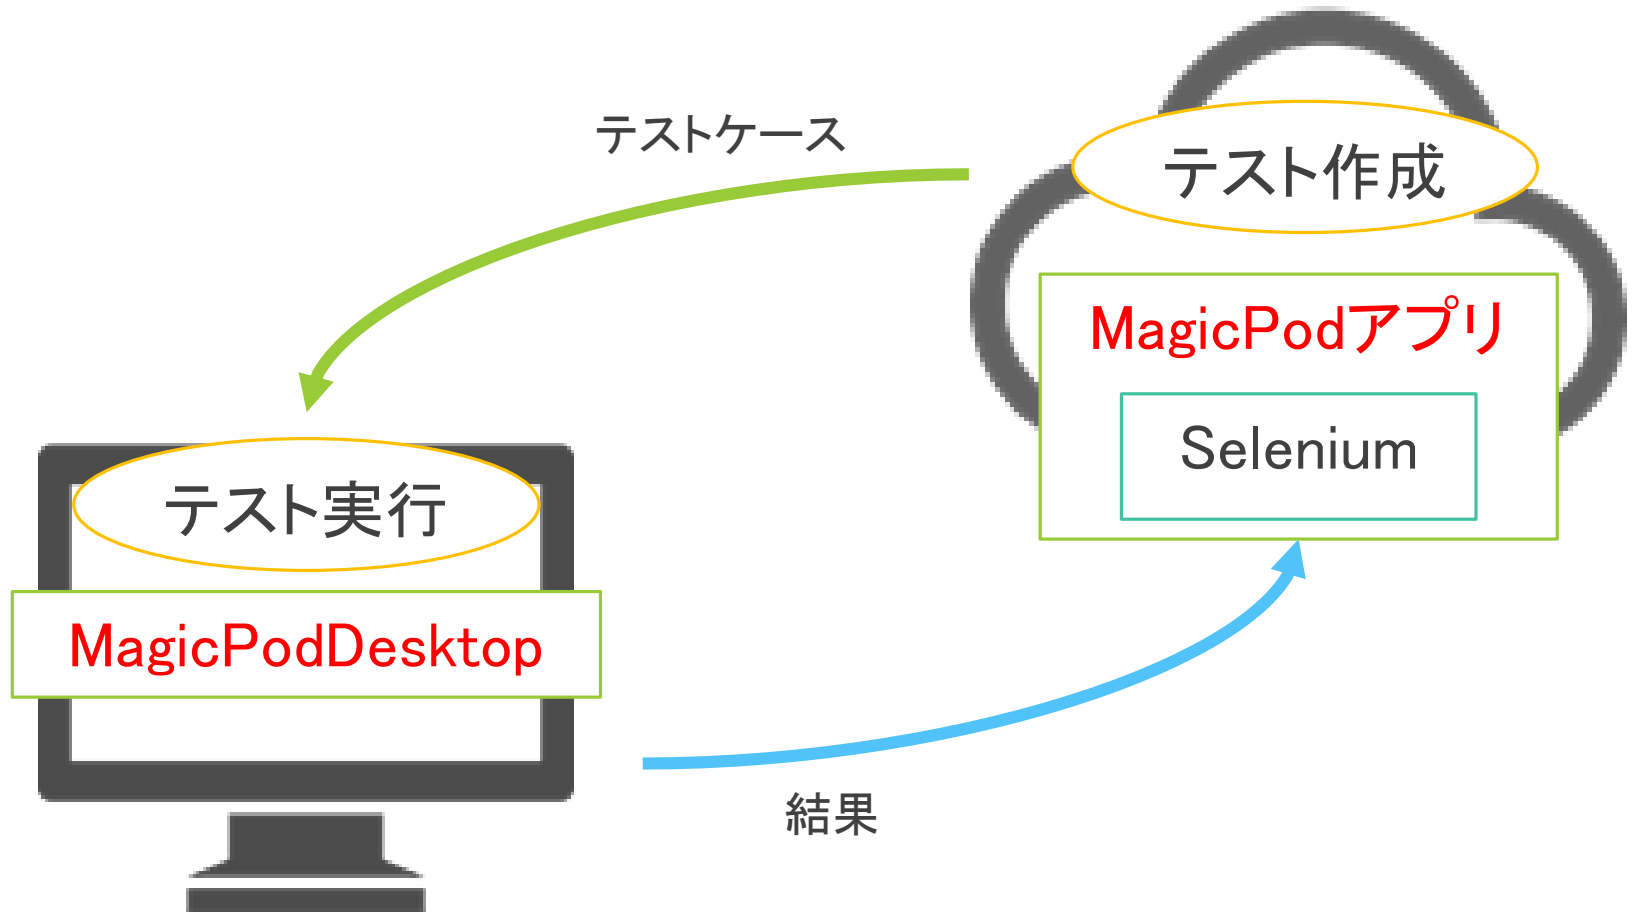 テストケース
テスト作成
MagicPodアプリ
Selenium
テスト実行
MagicPodDesktop
結果